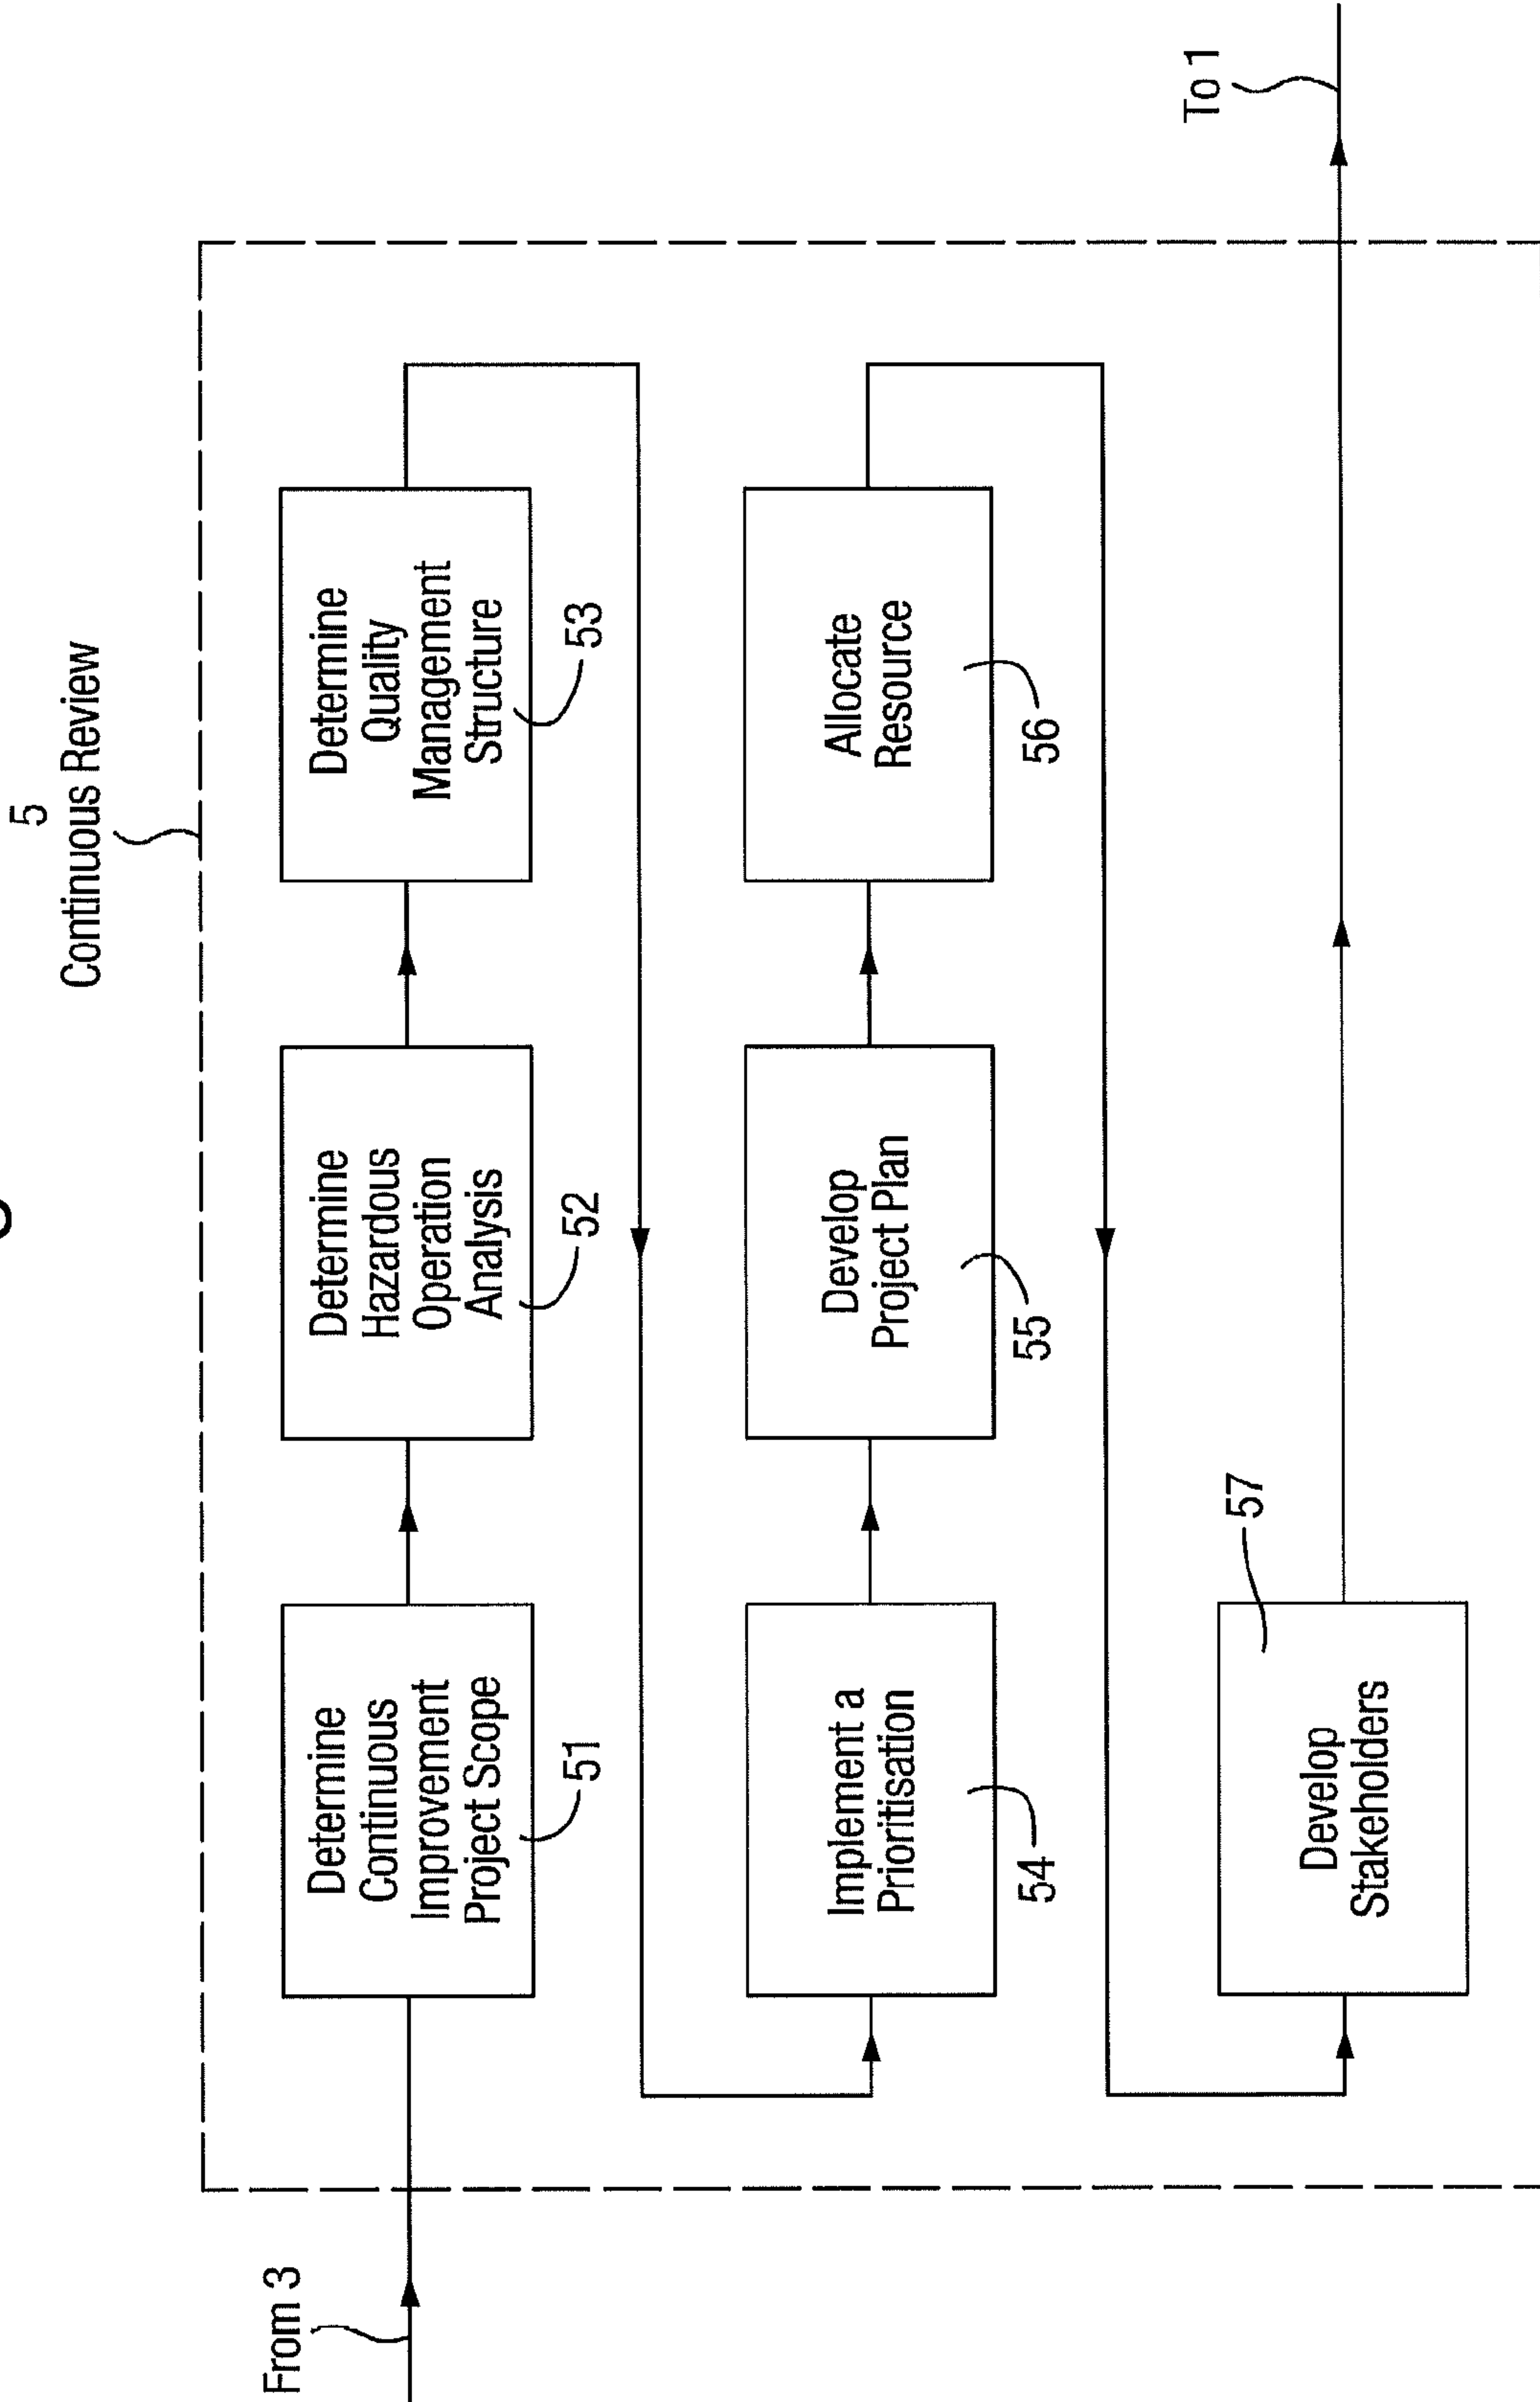 5
Continuous Review
From 3
Determine
Continuous
Improvement
Project Scope
51
Determine
Hazardous
Operation
Analysis
52
Determine
Quality
Management
Structure
53
Implement a
Prioritisation
54
Develop
Project Plan
55
Allocate
Resource
56
Develop
Stakeholders
57
To 1